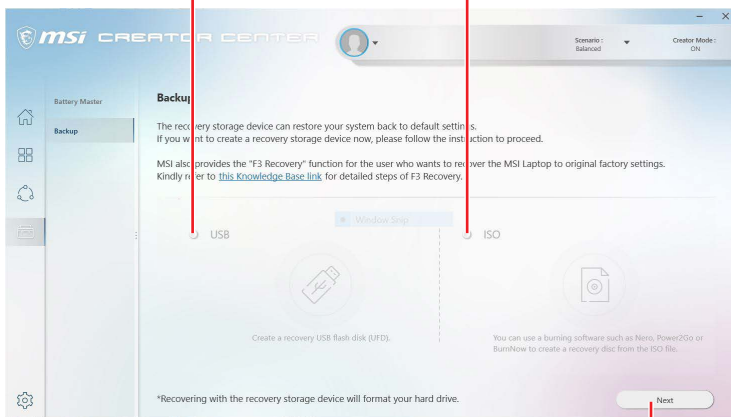 msi CREATOR CENTER
Scenario :
Balanced
Creator Mode :
ON
Battery Master
Backup
Backup
The recovery storage device can restore your system back to default settings.
If you want to create a recovery storage device now, please follow the instruction to proceed.
MSI also provides the "F3 Recovery" function for the user who wants to recover the MSI Laptop to original factory settings.
Kindly refer to this Knowledge Base link for detailed steps of F3 Recovery.
Window Snip
USB
ISO
Create a recovery USB flash disk (UFD).
You can use a burning software such as Nero, Power2Go or
BurnNow to create a recovery disc from the ISO file.
*Recovering with the recovery storage device will format your hard drive.
Next